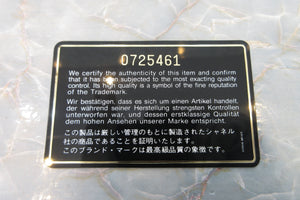 0725461
We certify the authenticity of this item and confirm
that it has been subjected to the most exacting quality
control. Its high quality is a symbol of the fine reputation
of the Trademark.
Wir bestätigen, dass es sich um einen Artikel handelt,
der während seiner Herstellung strengsten Kontrollen
unterworfen war, und dessen erstklassige Qualität
dem hohen Ansehen unserer Marke entspricht.
この製品は厳しい管理のもとに製造されたシャネル
社の商品であることを証明いたします。
このブランド・マークは最高級品質の象徴です。